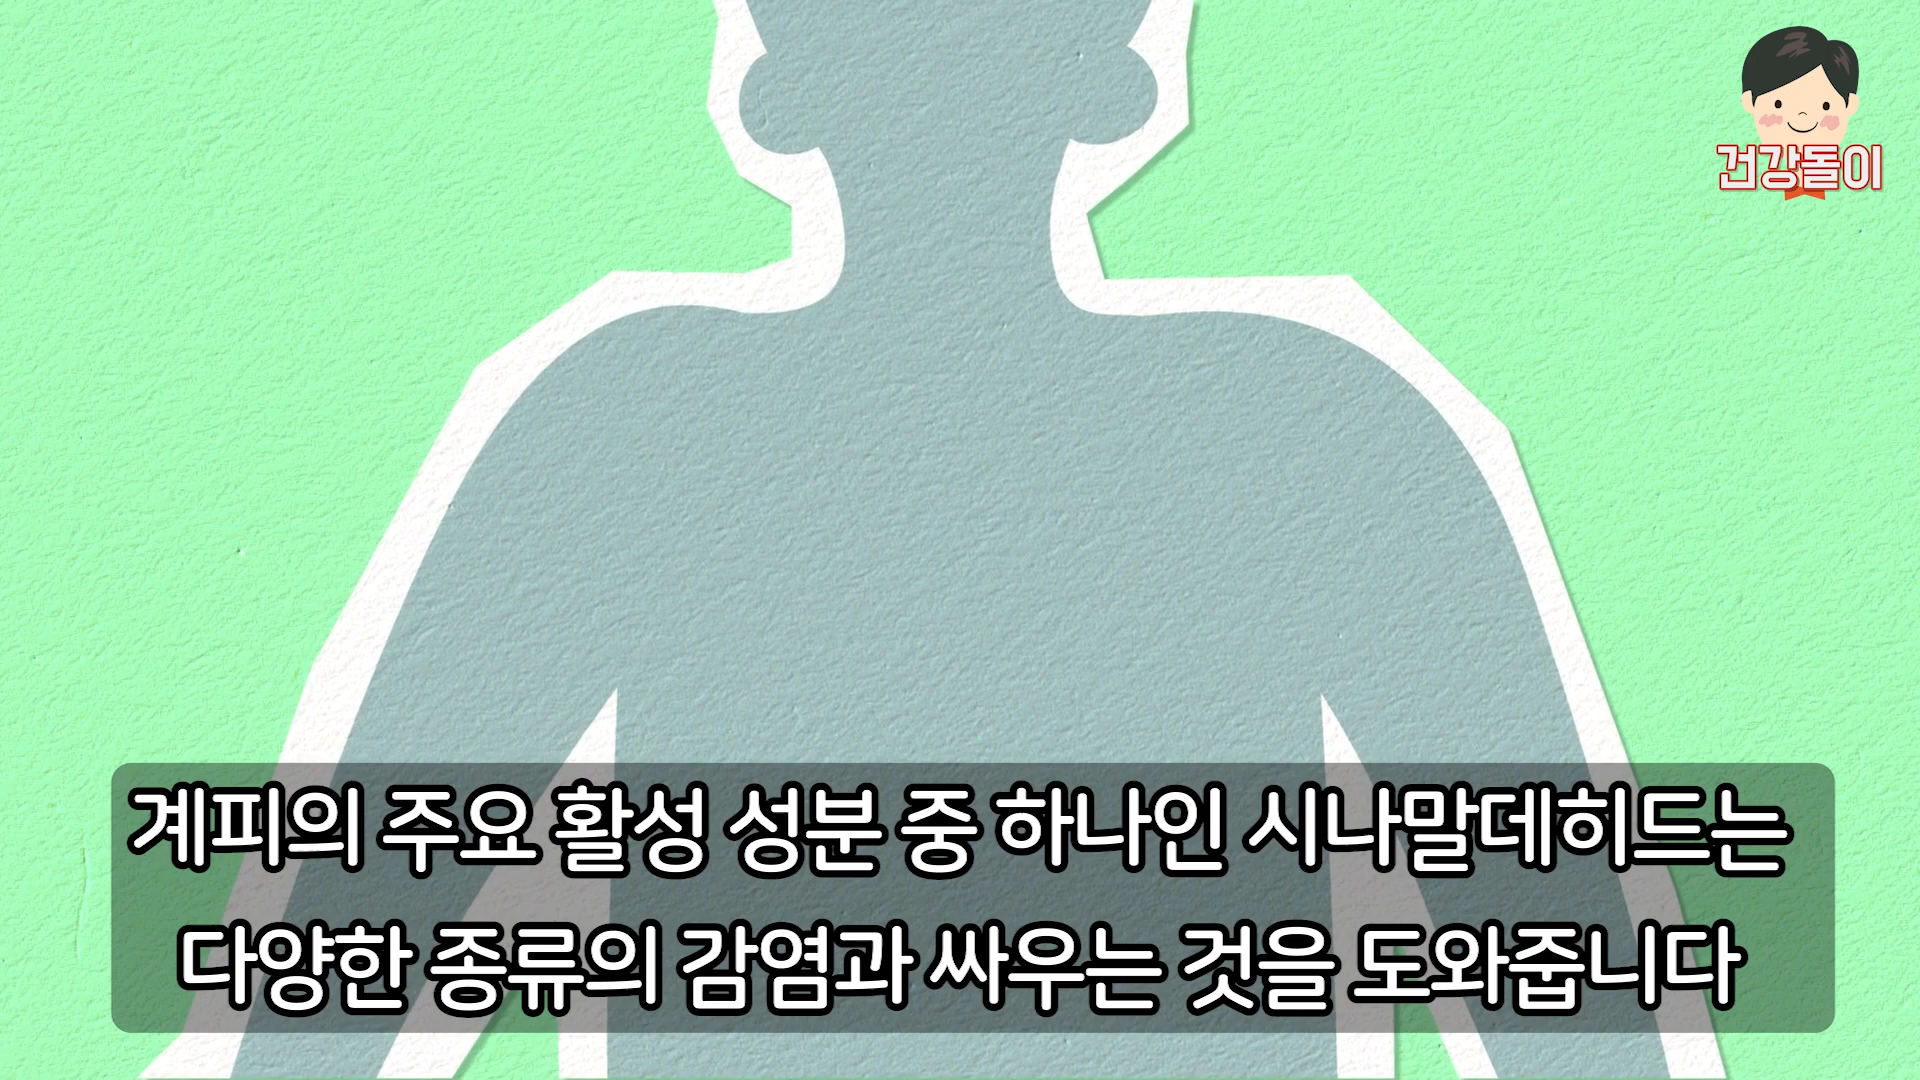 건강돌이
계피의 주요 활성 성분 중 하나인 시나말데히드는
다양한 종류의 감염과 싸우는 것을 도와줍니다